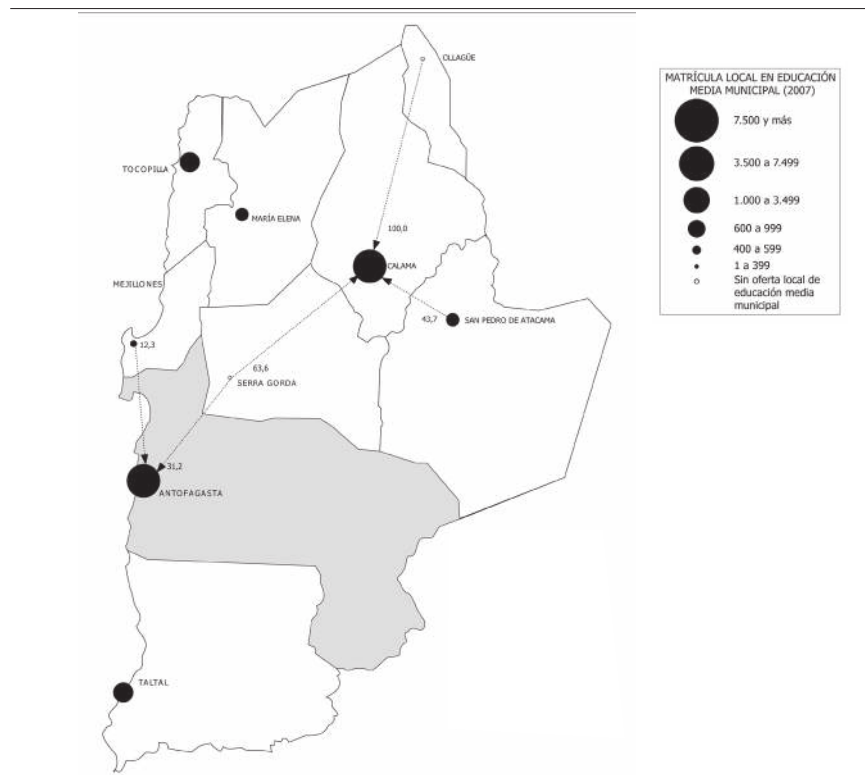 OLLAGÜE
TOCOPILLA
MARÍA ELENA
100,0
CALAMA
MEJILLONES
43,7
SAN PEDRO DE ATACAMA
12,3
63,6
SERRA GORDA
31,2
ANTOFAGASTA
TALTAL
MATRÍCULA LOCAL EN EDUCACIÓN
MEDIA MUNICIPAL (2007)
7.500 y más
3.500 a 7.499
1.000 a 3.499
600 a 999
400 a 599
1 a 399
Sin oferta local de
educación media
municipal